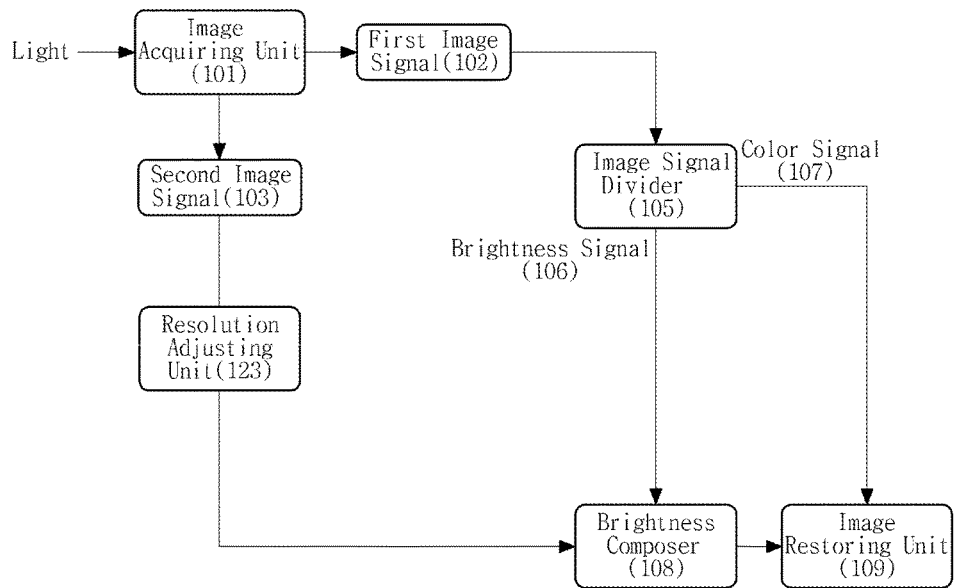 Light
Image
Acquiring Unit
(101)
First Image
Signal(102)
Second Image
Signal(103)
Image Signal
Divider
(105)
Color Signal
(107)
Brightness Signal
(106)
Resolution
Adjusting
Unit(123)
Brightness
Composer
(108)
Image
Restoring Unit
(109)